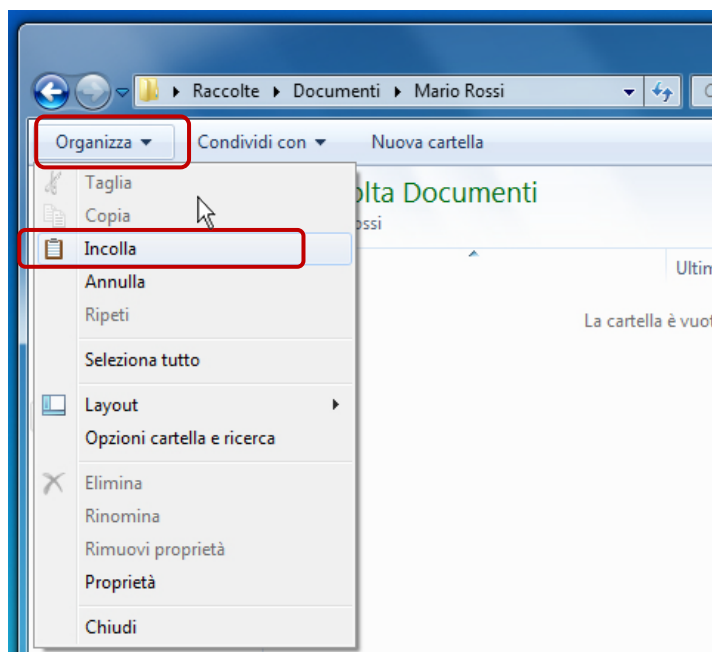 Raccolte Documenti Mario Rossi
Organizza Condividi con Nuova cartella
Taglia
Copia
Incolla
Annulla
Ripeti
Seleziona tutto
Layout
Opzioni cartella e ricerca
Elimina
Rinomina
Rimuovi proprietà
Proprietà
Chiudi
olta Documenti
ossi
Ultim
La cartella è vuot